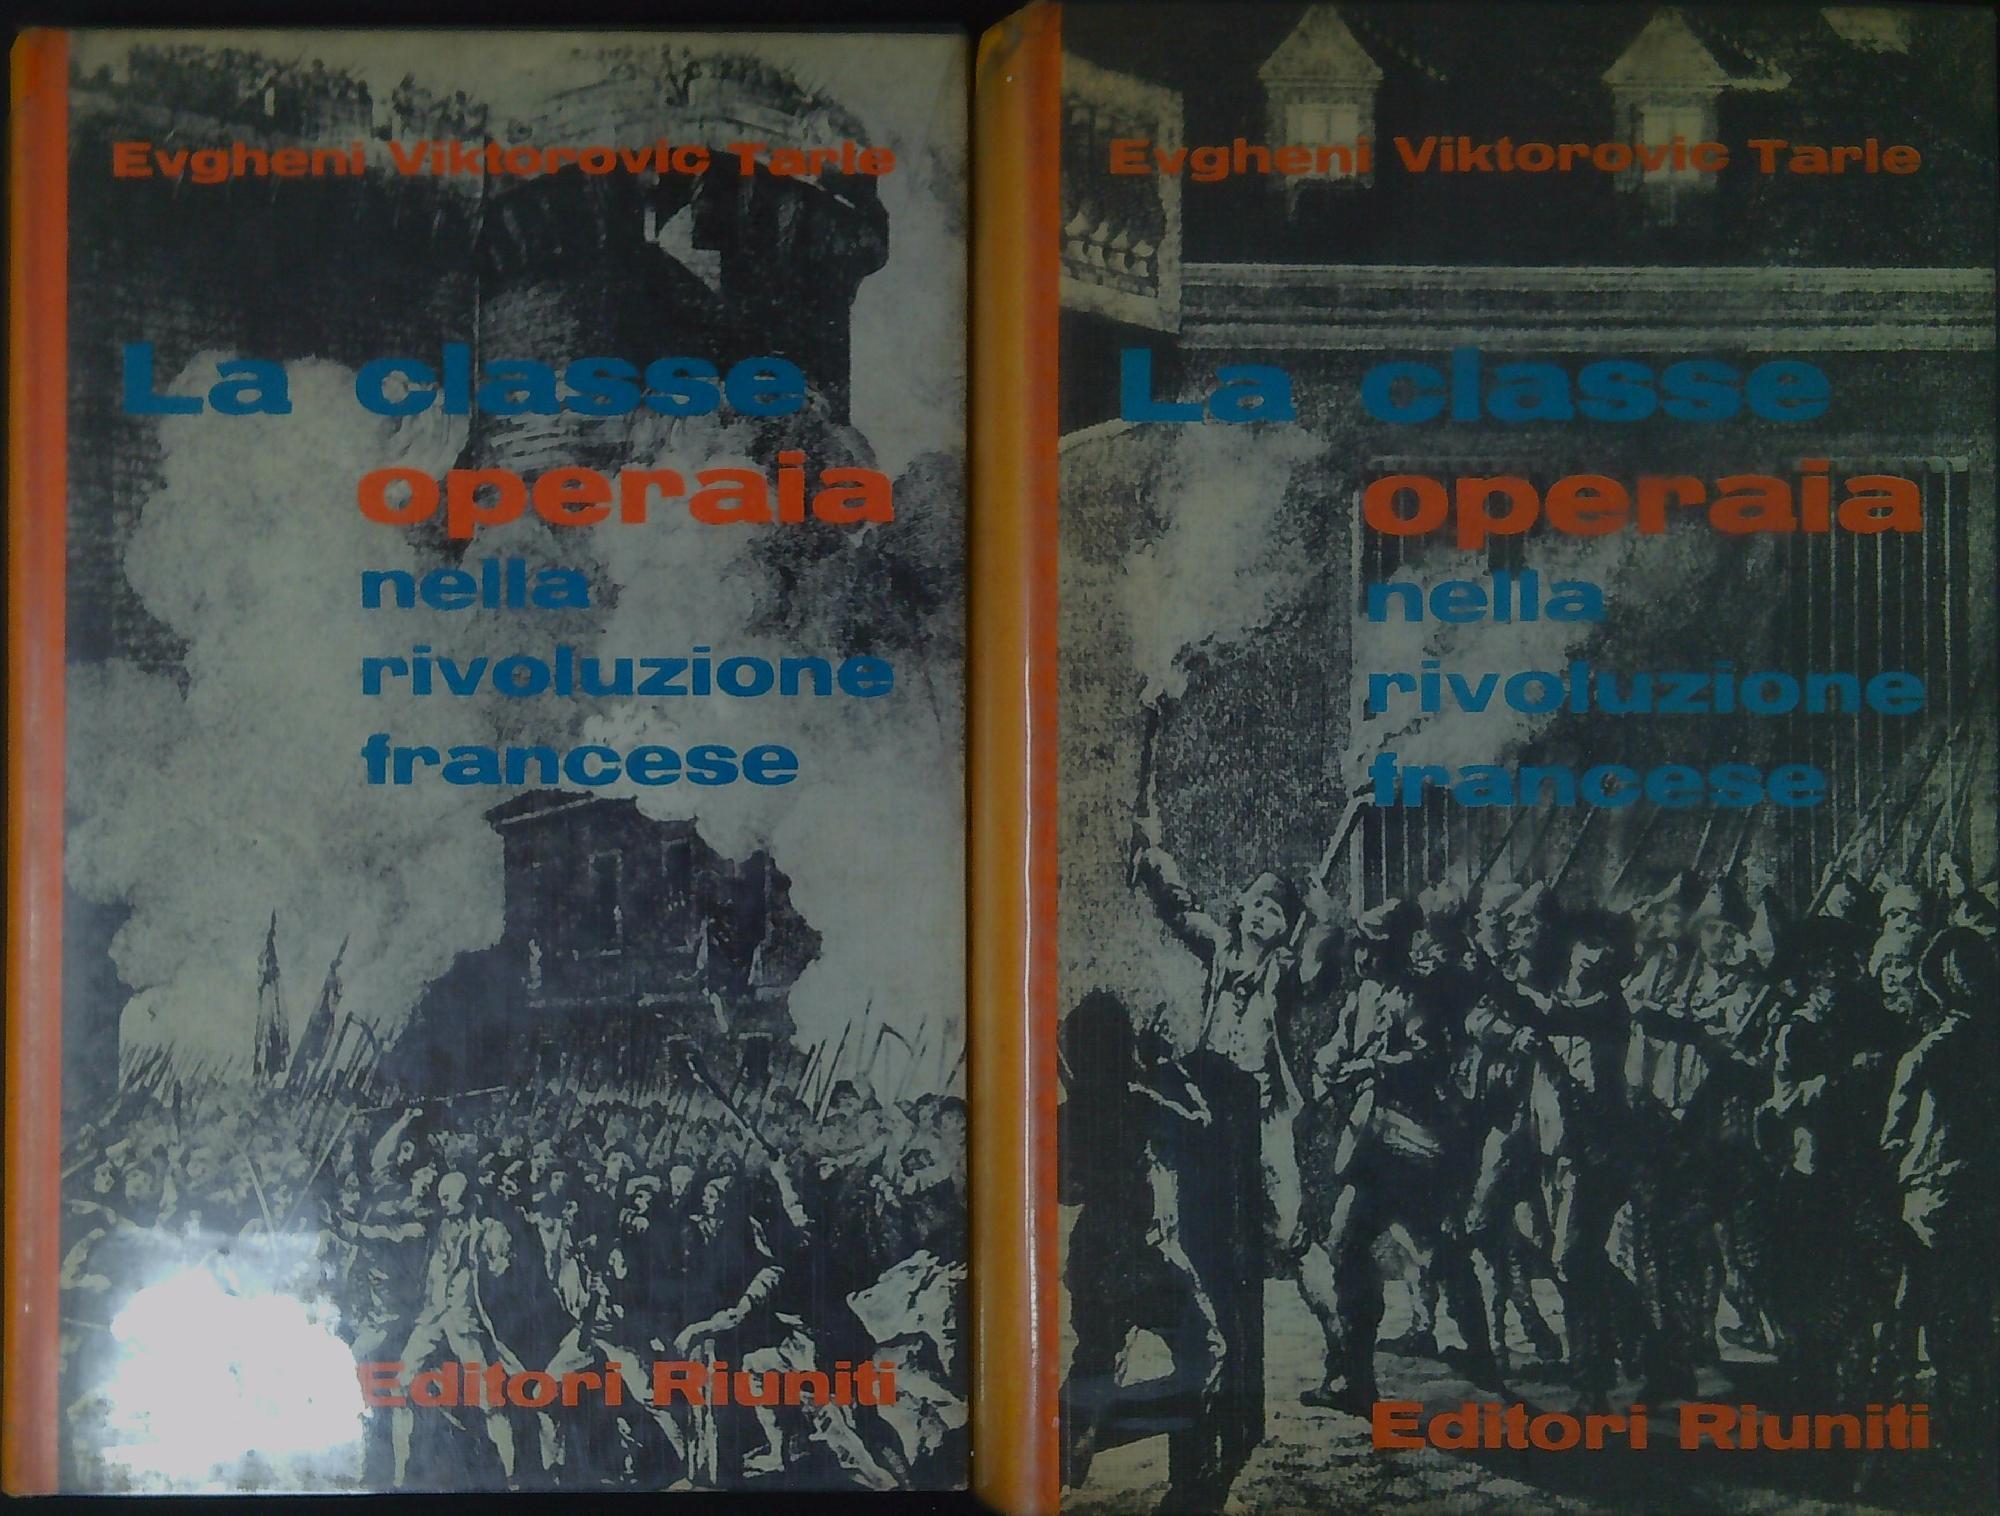 Evgheni Viktorovic Tarle
La classe
operaia
nella
rivoluzione
francese
Editori Riuniti
Evgheni Viktorovic Tarle
La classe
operaia
nella
rivoluzione
francese
Editori Riuniti